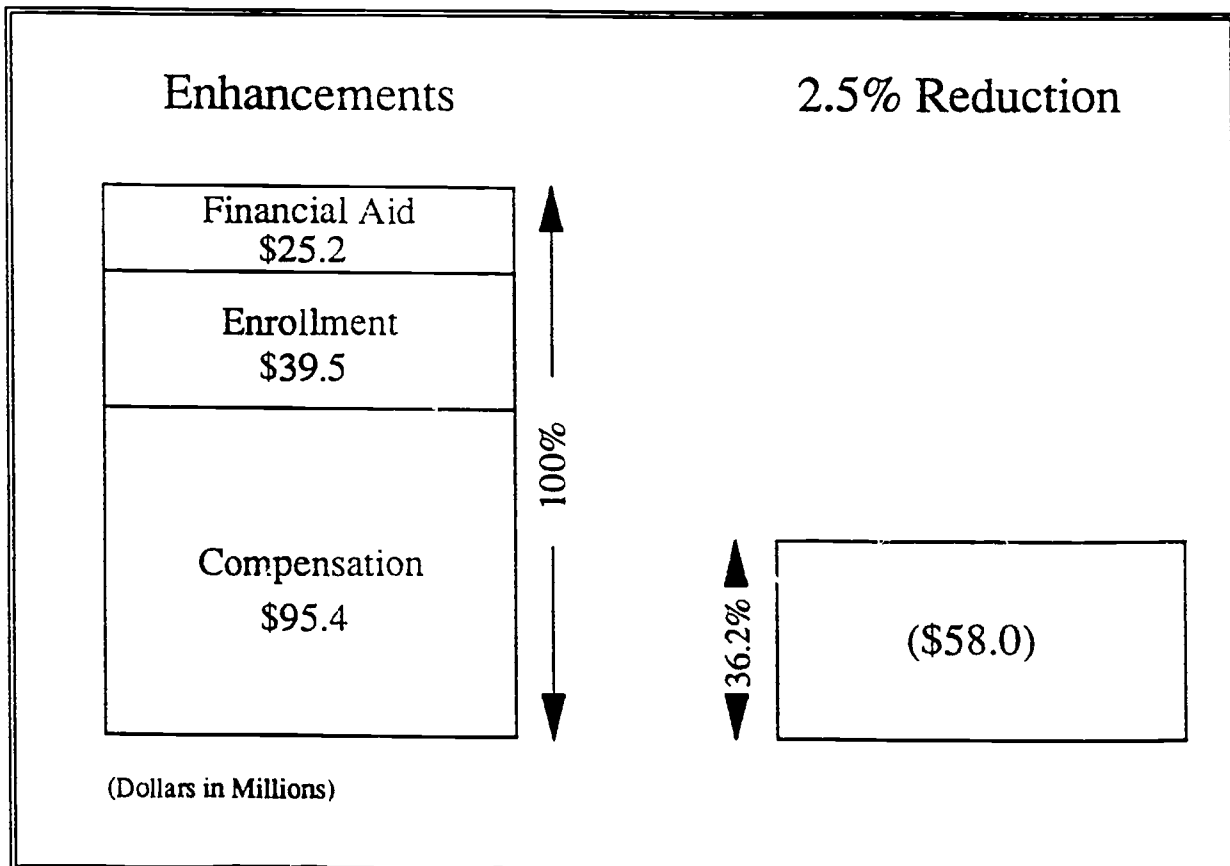 Enhancements
2.5% Reduction
Financial Aid
$25.2
Enrollment
$39.5
Compensation
$95.4
100%
36.2%
($58.0)
(Dollars in Millions)